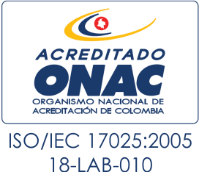 ACREDITADO
ONAC
ORGANISMO NACIONAL DE
ACREDITACIÓN DE COLOMBIA
ISO/IEC 17025:2005
18-LAB-010